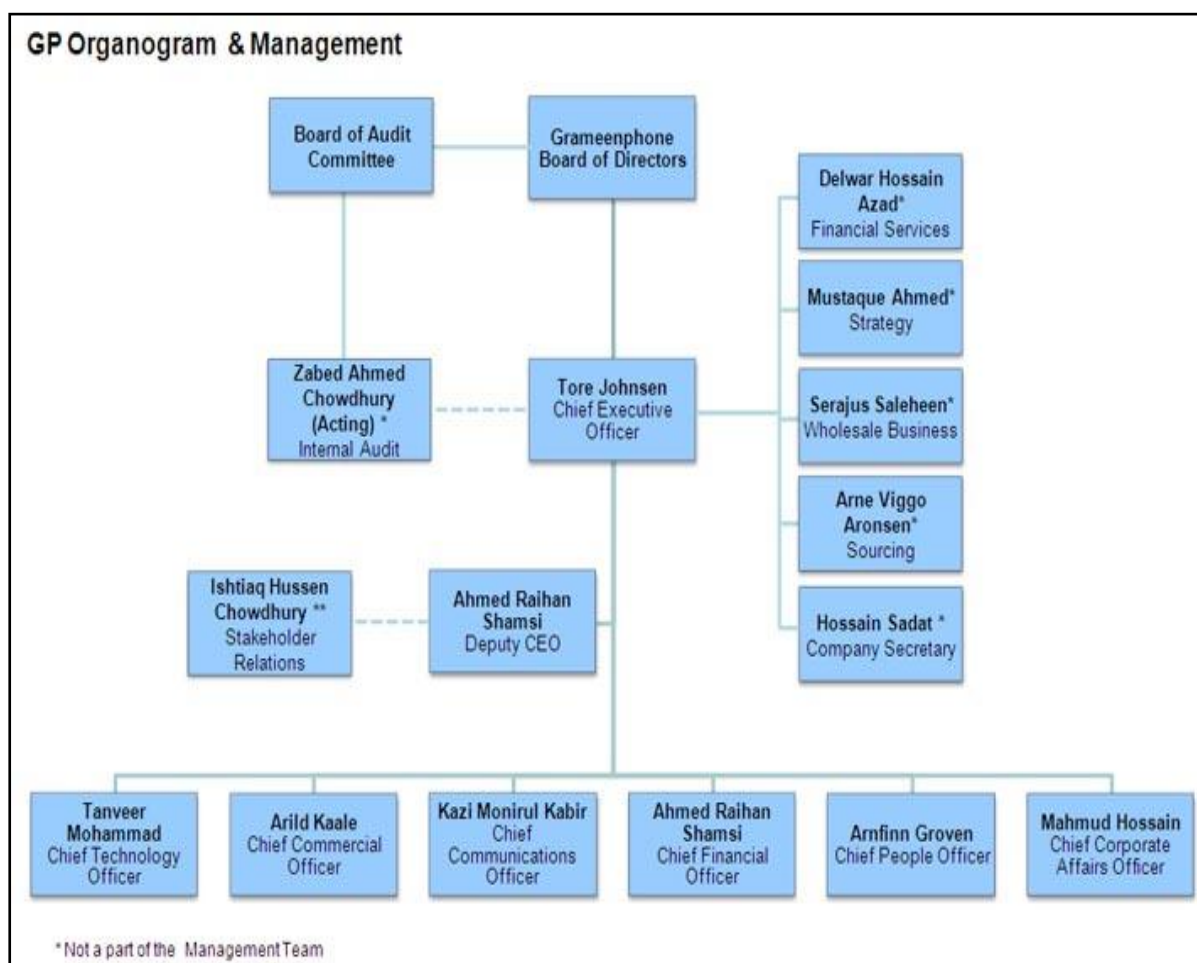 GP Organogram & Management
Board of Audit
Committee
Grameenphone
Board of Directors
Delwar Hossain
Azad*
Financial Services
Mustaque Ahmed*
Strategy
Zabed Ahmed
Chowdhury
(Acting) *
Internal Audit
Tore Johnsen
Chief Executive
Officer
Serajus Saleheen*
Wholesale Business
Arne Viggo
Aronsen*
Sourcing
Ishtiaq Hussen
Chowdhury **
Stakeholder
Relations
Ahmed Raihan
Shamsi
Deputy CEO
Hossain Sadat *
Company Secretary
Tanveer
Mohammad
Chief Technology
Officer
Arild Kaale
Chief Commercial
Officer
Kazi Monirul Kabir
Chief
Communications
Officer
Ahmed Raihan
Shamsi
Chief Financial
Officer
Arnfinn Groven
Chief People Officer
Mahmud Hossain
Chief Corporate
Affairs Officer
* Not a part of the Management Team